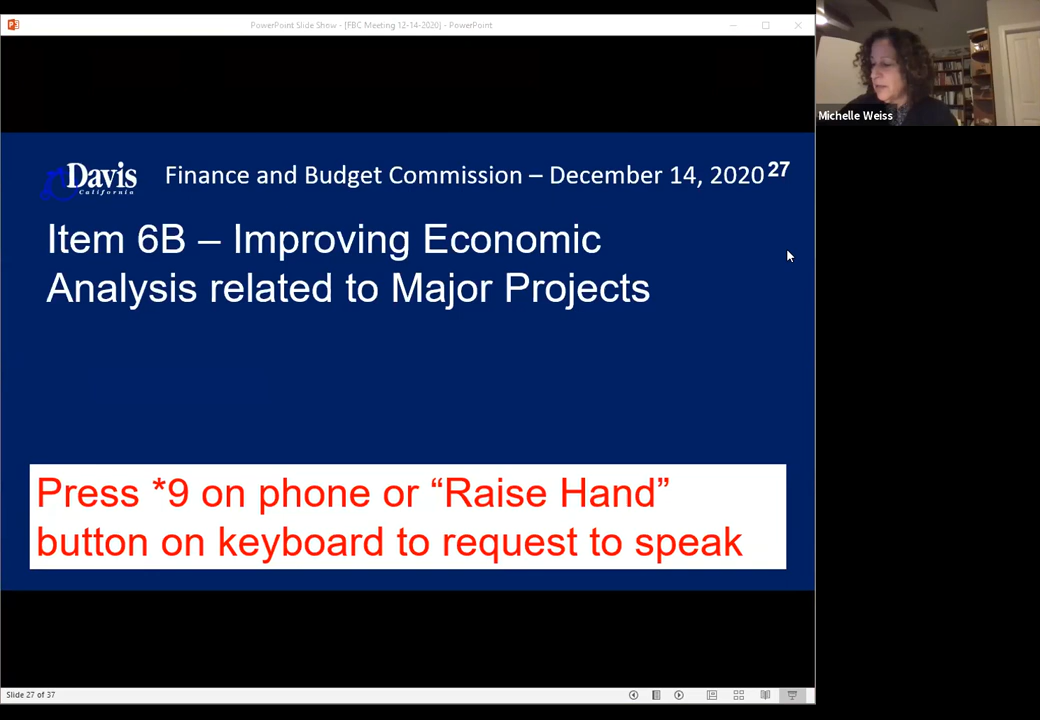 PowerPoint Slide Show - [FBC Meeting 12-14-2020] - PowerPoint
Michelle Weiss
Davis
California
Finance and Budget Commission – December 14, 2020 27
Item 6B – Improving Economic
Analysis related to Major Projects
Press *9 on phone or “Raise Hand”
button on keyboard to request to speak
Slide 27 of 37